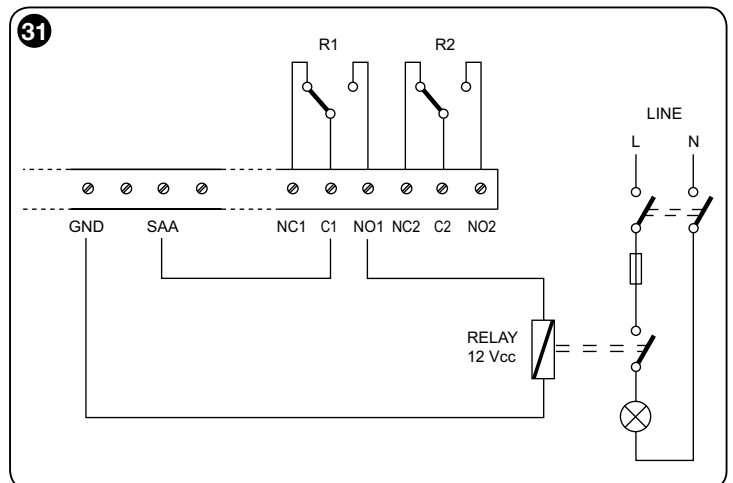 31
R1 R2
LINE
L N
GND SAA NC1 C1 NO1 NC2 C2 NO2
RELAY
12 Vcc